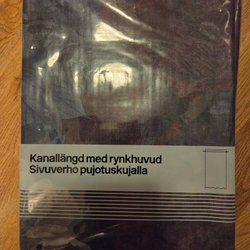 Kanallängd med rynkhuvud
Sivuverho pujotuskujalla